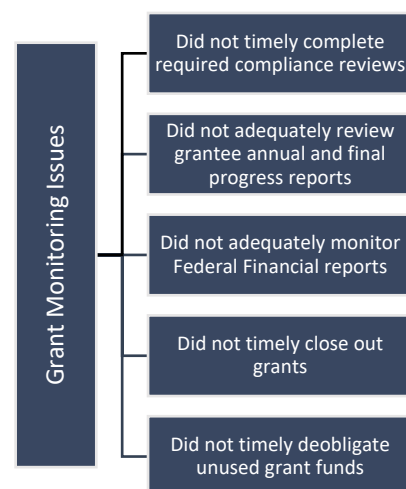 Grant Monitoring Issues
Did not timely complete
required compliance reviews
Did not adequately review
grantee annual and final
progress reports
Did not adequately monitor
Federal Financial reports
Did not timely close out
grants
Did not timely deobligate
unused grant funds